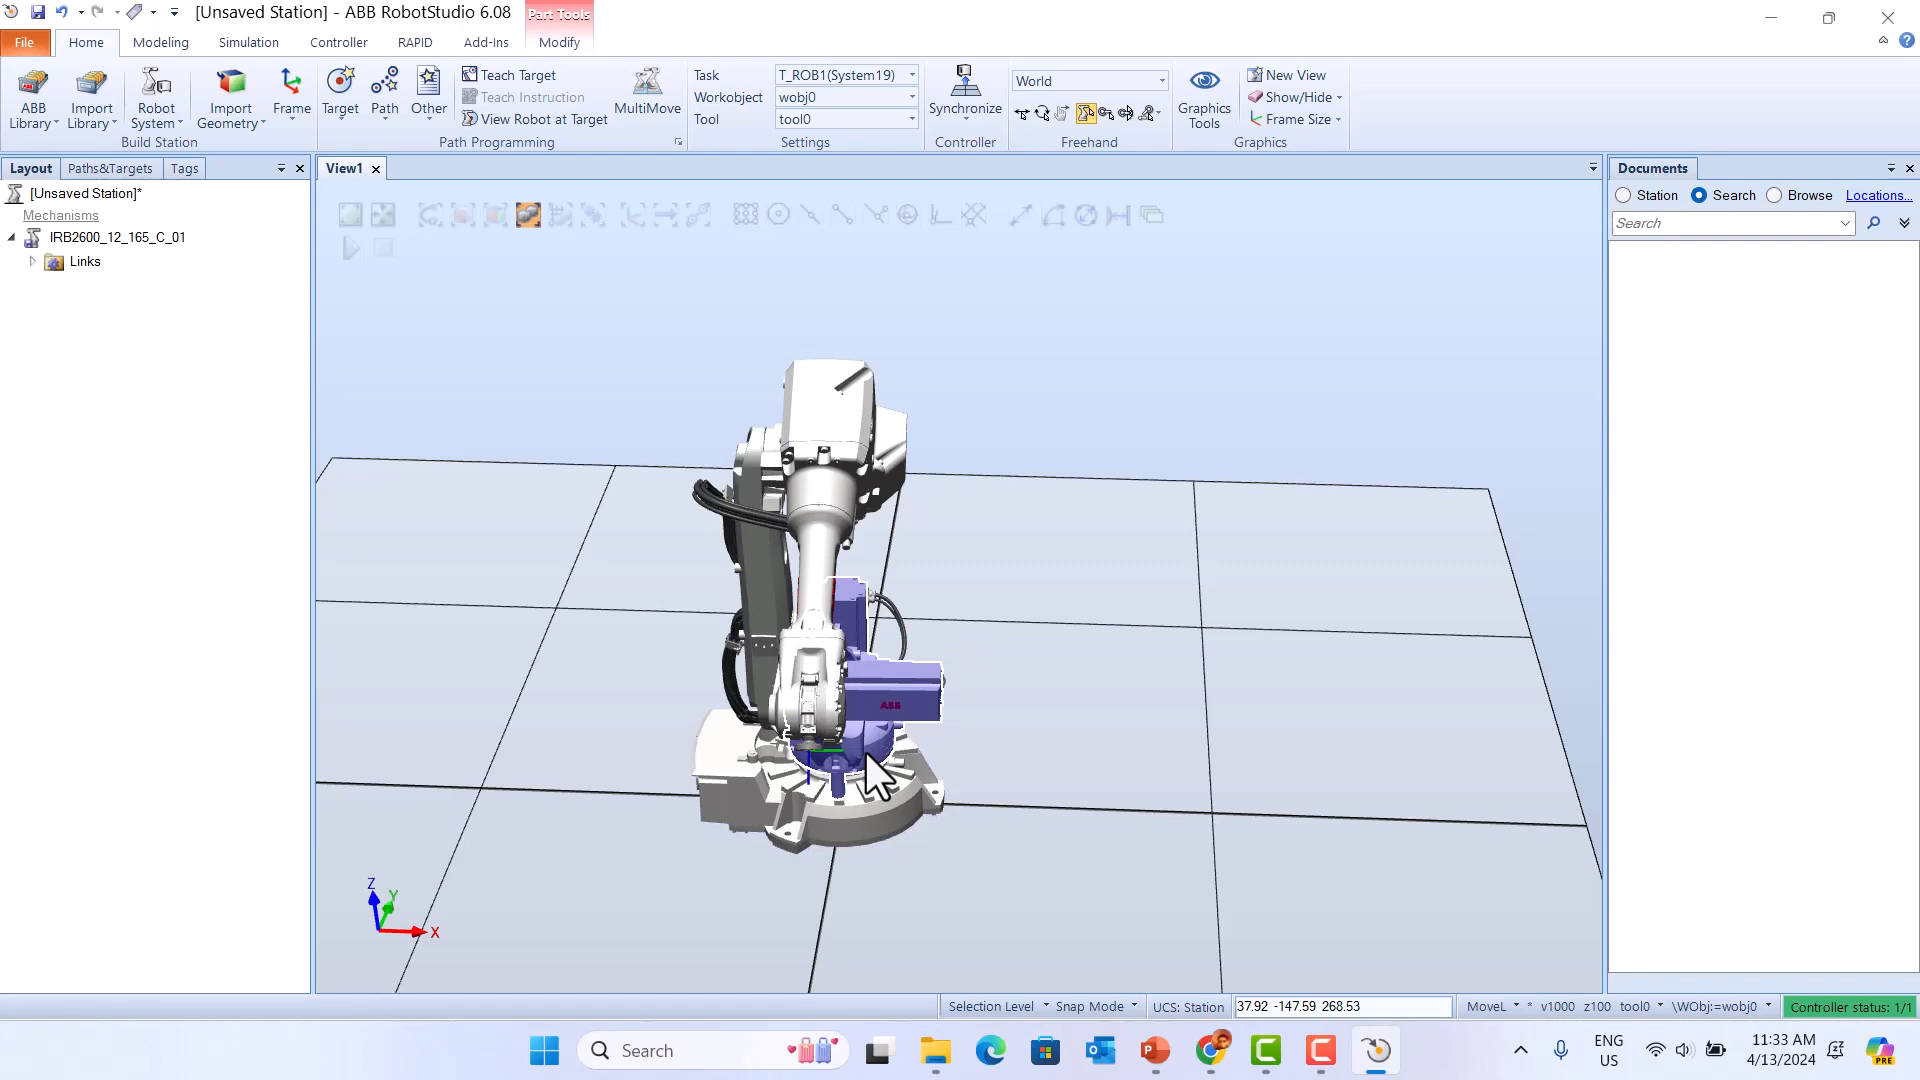 [Unsaved Station] - ABB RobotStudio 6.08
Part Tools
File
Home
Modeling
Simulation
Controller
RAPID
Add-Ins
Modify
ABB
Library
Import
Library
Robot
System
Import
Geometry
Frame
Build Station
Target
Path
Other
Teach Target
Teach Instruction
View Robot at Target
MultiMove
Path Programming
Task
T_ROB1(System19)
Workobject
wobj0
Tool
tool0
Settings
Synchronize
Controller
World
Freehand
Graphics
Tools
New View
Show/Hide
Frame Size
Graphics
Layout
Paths&Targets
Tags
[Unsaved Station]*
Mechanisms
IRB2600_12_165_C_01
Links
View1
ABB
Z
Y
X
Documents
Station
Search
Browse
Locations...
Search
Selection Level
Snap Mode
UCS: Station
37.92 -147.59 268.53
MoveL
* v1000 z100 tool0
\WObj:=wobj0
Controller status: 1/1
Search
ENG
US
11:33 AM
4/13/2024
PRE